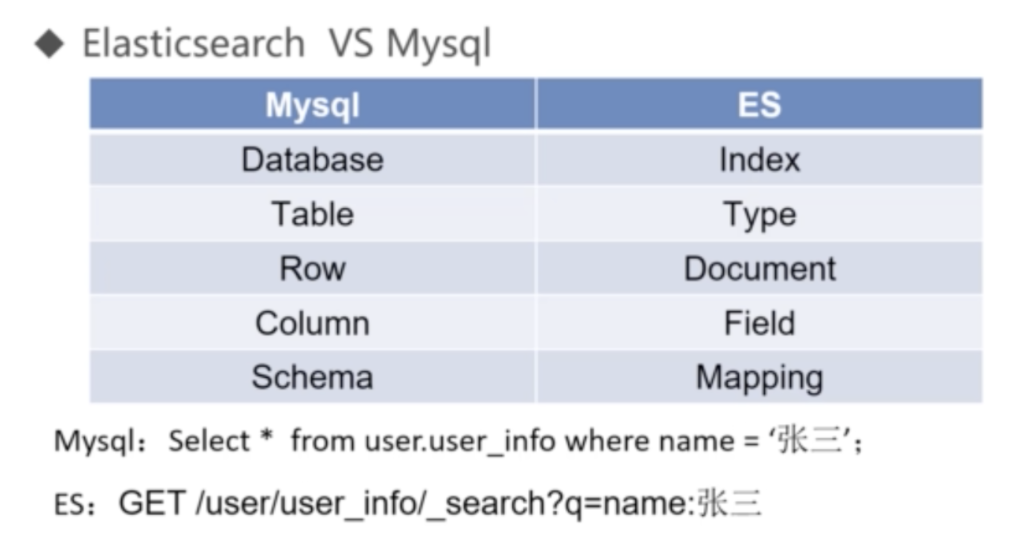 ◆ Elasticsearch VS Mysql
Mysql ES
Database Index
Table Type
Row Document
Column Field
Schema Mapping
Mysql：Select * from user.user_info where name = ‘张三’；
ES：GET /user/user_info/_search?q=name:张三